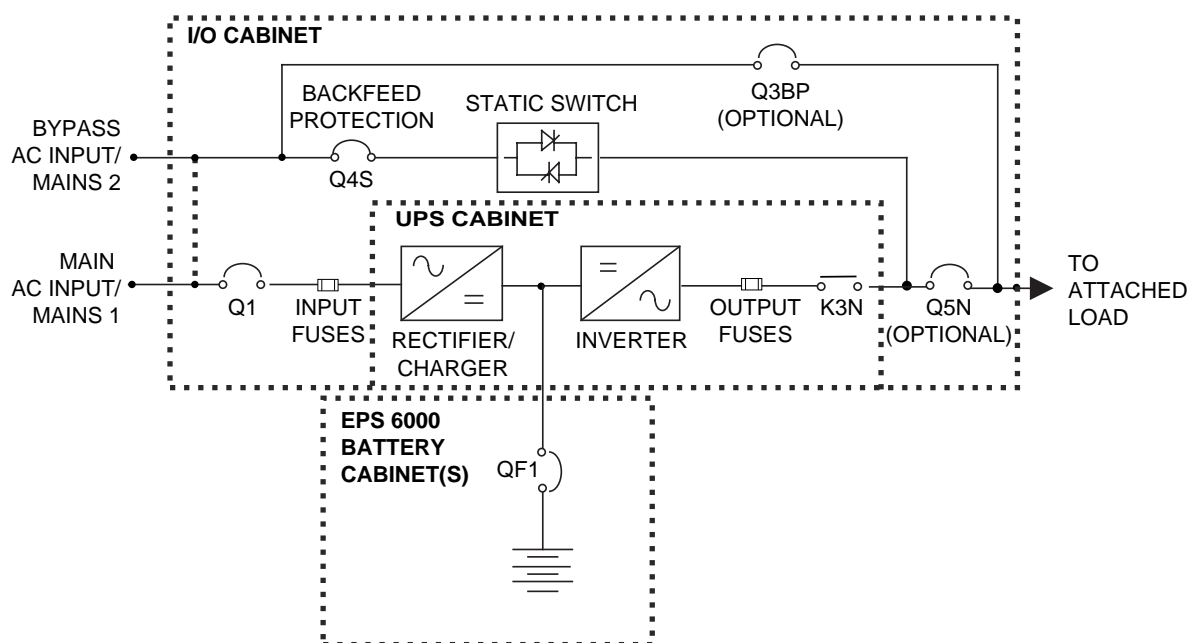 I/O CABINET
Q3BP
(OPTIONAL)
BACKFEED
PROTECTION
STATIC SWITCH
BYPASS
AC INPUT/
MAINS 2
Q4S
UPS CABINET
MAIN
AC INPUT/
MAINS 1
Q1
INPUT
FUSES
RECTIFIER/
CHARGER
INVERTER
OUTPUT
FUSES
K3N
Q5N
(OPTIONAL)
TO
ATTACHED
LOAD
EPS 6000
BATTERY
CABINET(S)
QF1